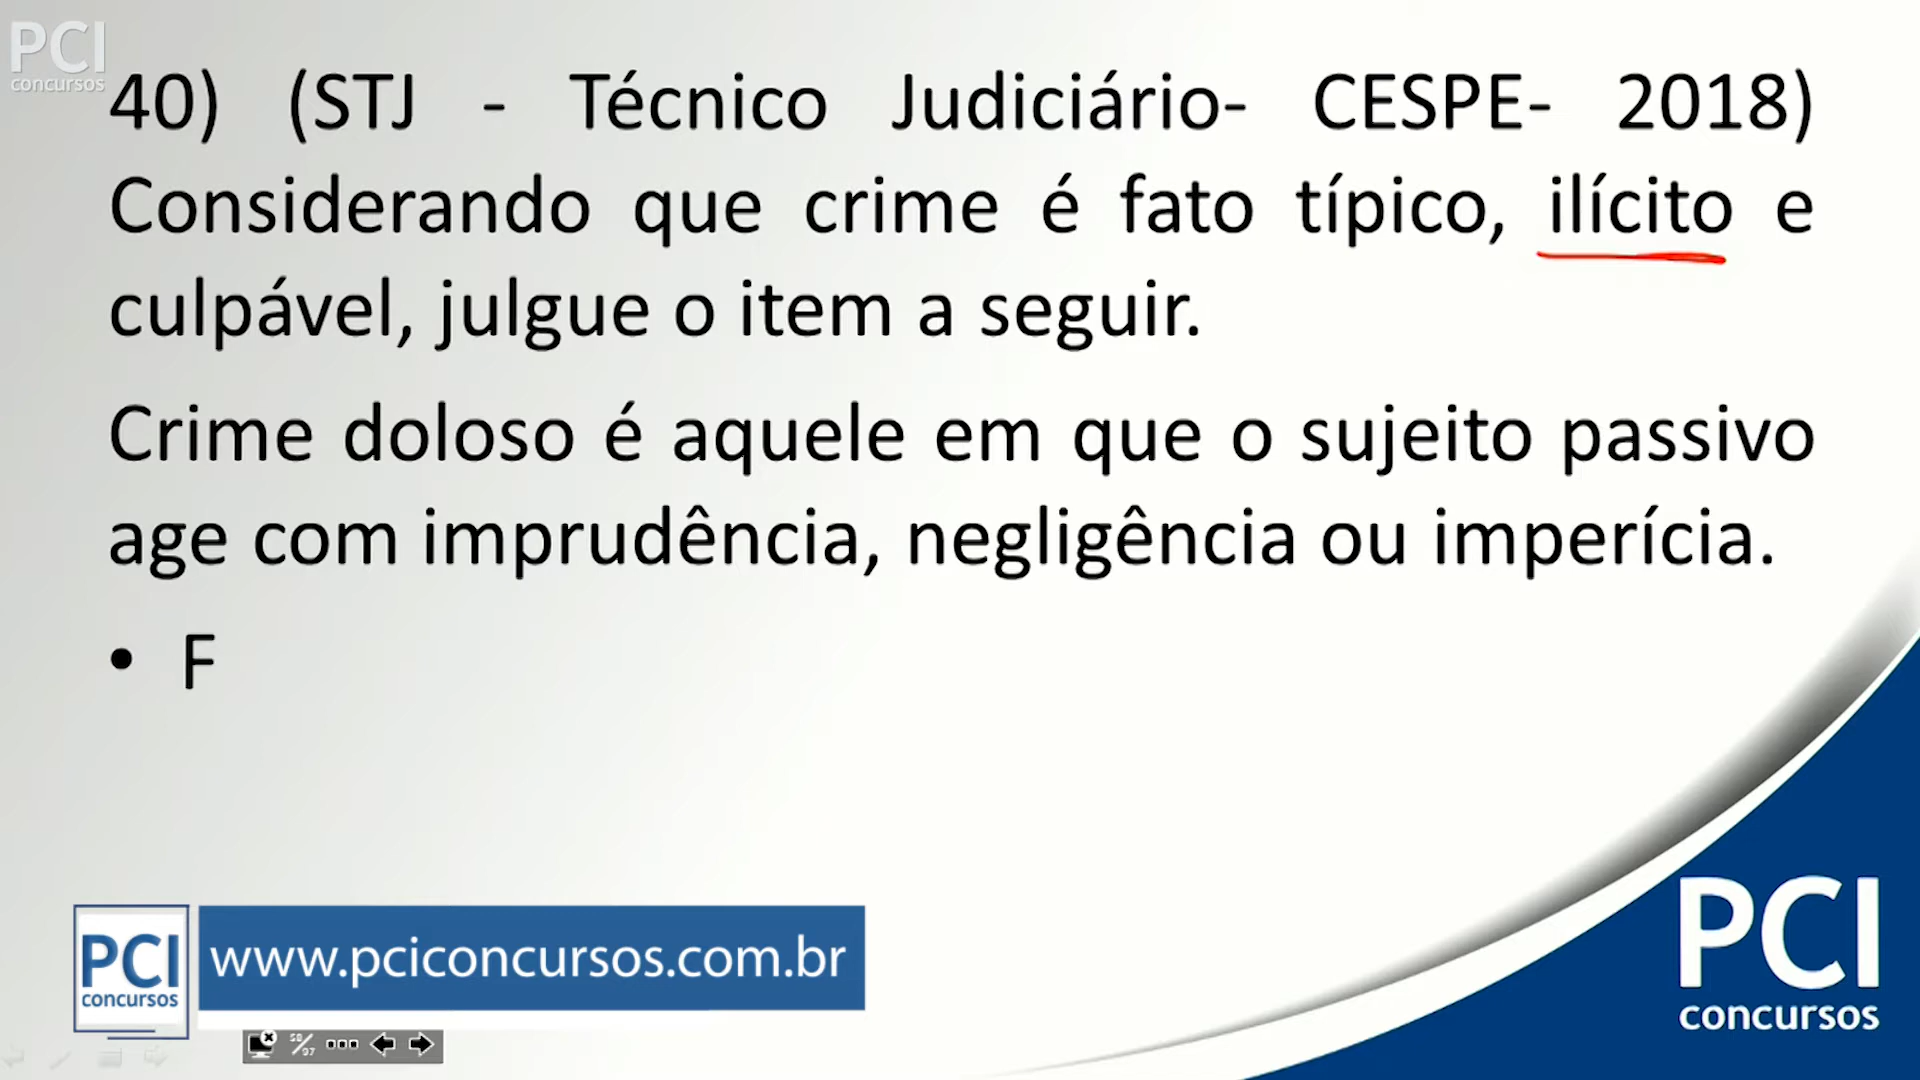 PCI
concursos
40) (STJ - Técnico Judiciário- CESPE- 2018)
Considerando que crime é fato típico, ilícito e
culpável, julgue o item a seguir.
Crime doloso é aquele em que o sujeito passivo
age com imprudência, negligência ou imperícia.
• F
PCI
concursos
www.pciconcursos.com.br
PCI
concursos
58/97